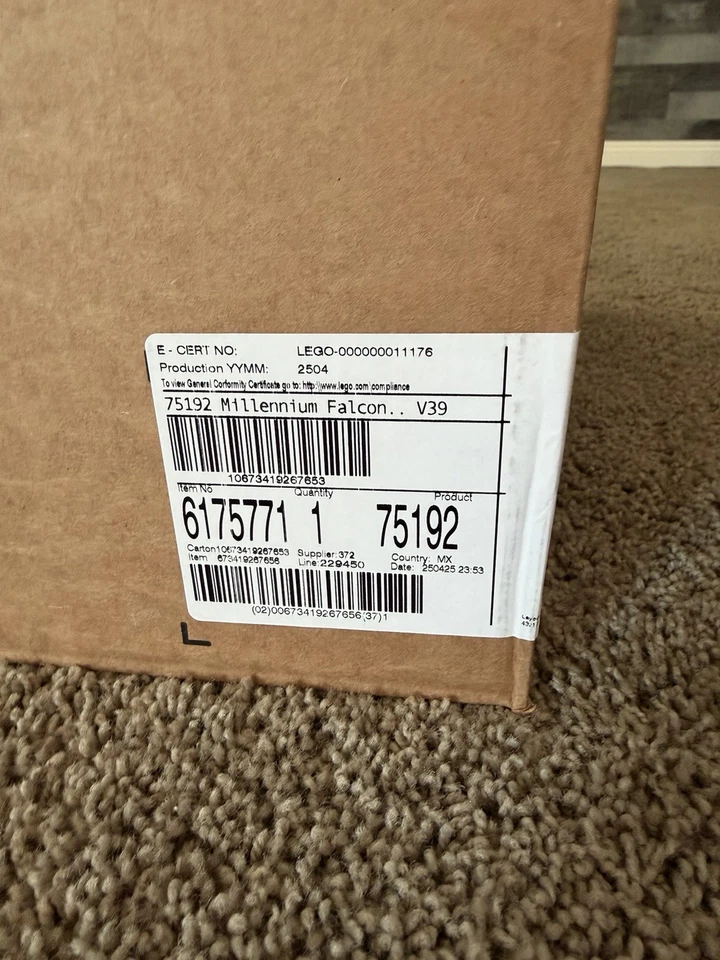 E - CERT NO: LEGO-000000011176
Production YYMM: 2504
To view General Conformity Certificate go to: http://www.lego.com/compliance
75192 Millennium Falcon.. V39
10673419267653
Item No Quantity Product
6175771 1 75192
Carton 10673419267653 Supplier: 372 Country: MX
Item 673419267656 Line: 229450 Date: 250425 23:53
(02)00673419267656(37)1